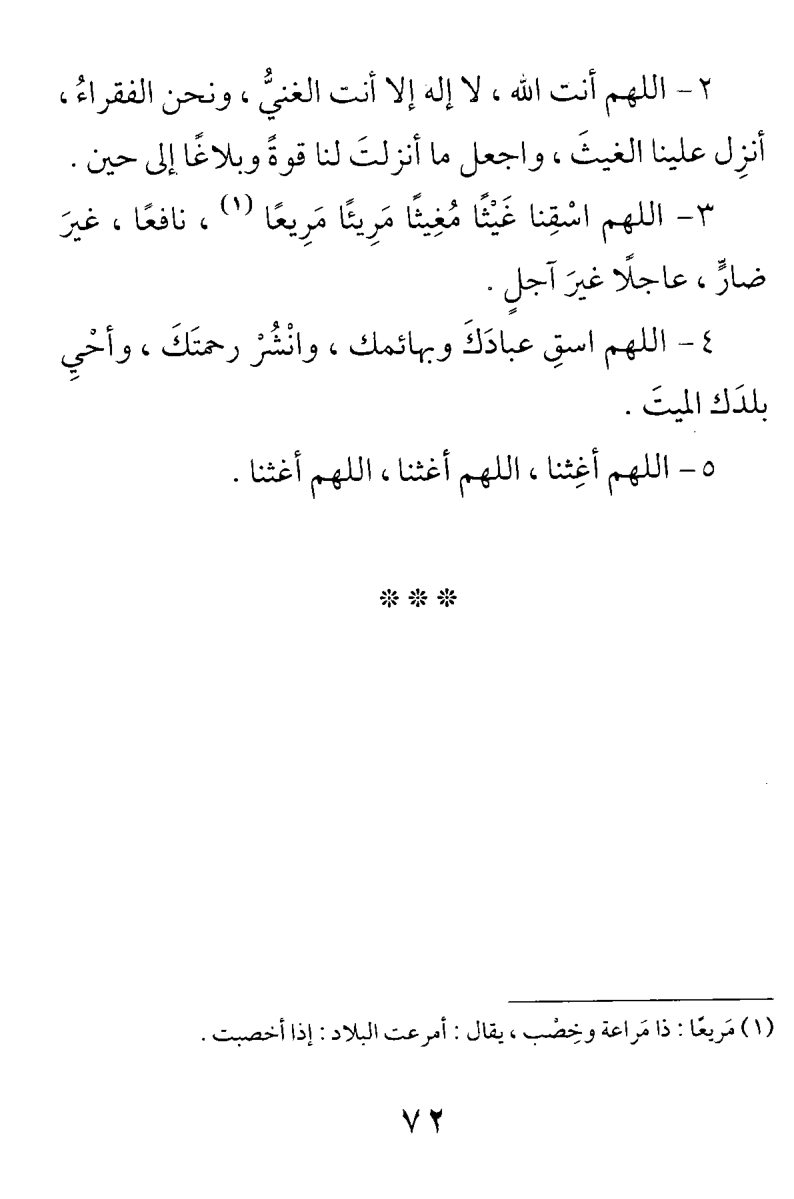 ٢ - اللهم أنت الله ، لا إله إلا أنت الغنيُّ ، ونحن الفقراءُ ،
أنزِل علينا الغيثَ ، واجعل ما أنزلتَ لنا قوةً وبلاغًا إلى حين .
٣ - اللهم اسْقِنا غَيْثًا مُغِيثًا مَرِيئًا مَرِيعًا (١) ، نافعًا ، غيرَ
ضارٍّ ، عاجلًا غيرَ آجلٍ .
٤ - اللهم اسقِ عبادَكَ وبهائمك ، وانْشُرْ رحمتَكَ ، وأحْيِ
بلدَك الميتَ .
٥ - اللهم أغِثنا ، اللهم أغثنا ، اللهم أغثنا .
❊ ❊ ❊
(١) مَريعًا : ذا مَراعة وخِصْب ، يقال : أمرعت البلاد : إذا أخصبت .
٧٢